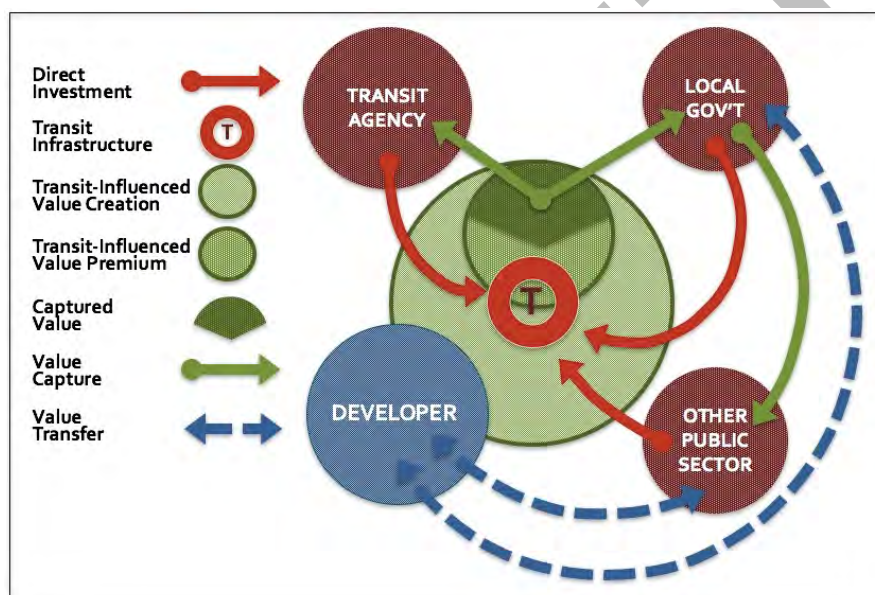 Direct
Investment
Transit
Infrastructure
Transit-Influenced
Value Creation
Transit-Influenced
Value Premium
Captured
Value
Value
Capture
Value
Transfer
T
TRANSIT
AGENCY
LOCAL
GOV'T
T
DEVELOPER
OTHER
PUBLIC
SECTOR